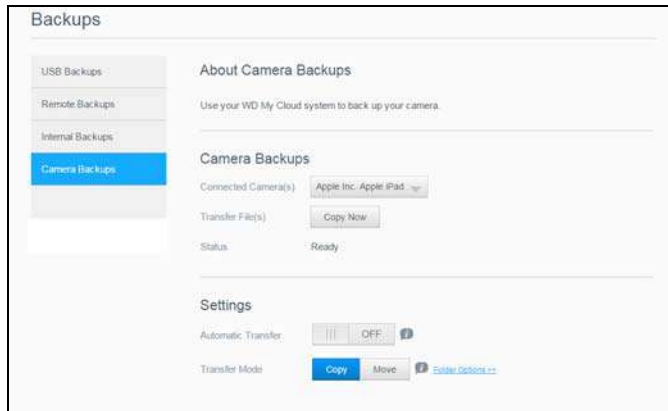 Backups
USB Backups
Remote Backups
Internal Backups
Camera Backups
About Camera Backups
Use your WD My Cloud system to back up your camera.
Camera Backups
Connected Camera(s) Apple Inc. Apple iPad
Transfer File(s) Copy Now
Status Ready
Settings
Automatic Transfer OFF i
Transfer Mode Copy Move i Folder Options >>